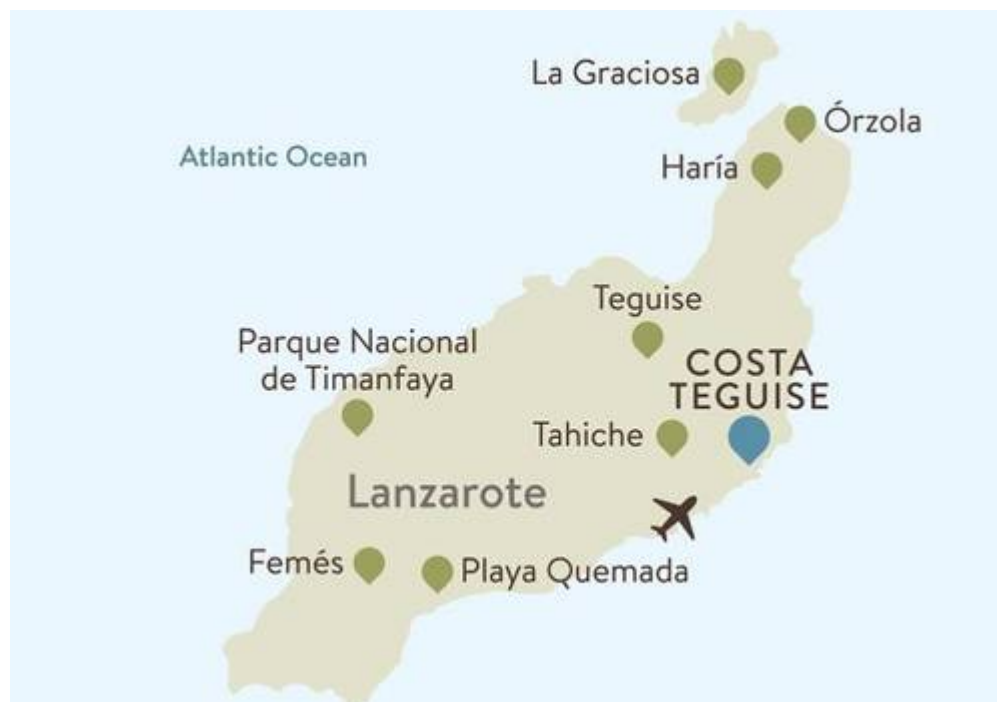 La Graciosa
Órzola
Atlantic Ocean
Haría
Teguise
Parque Nacional
de Timanfaya
COSTA
TEGUISE
Tahiche
Lanzarote
Femés
Playa Quemada